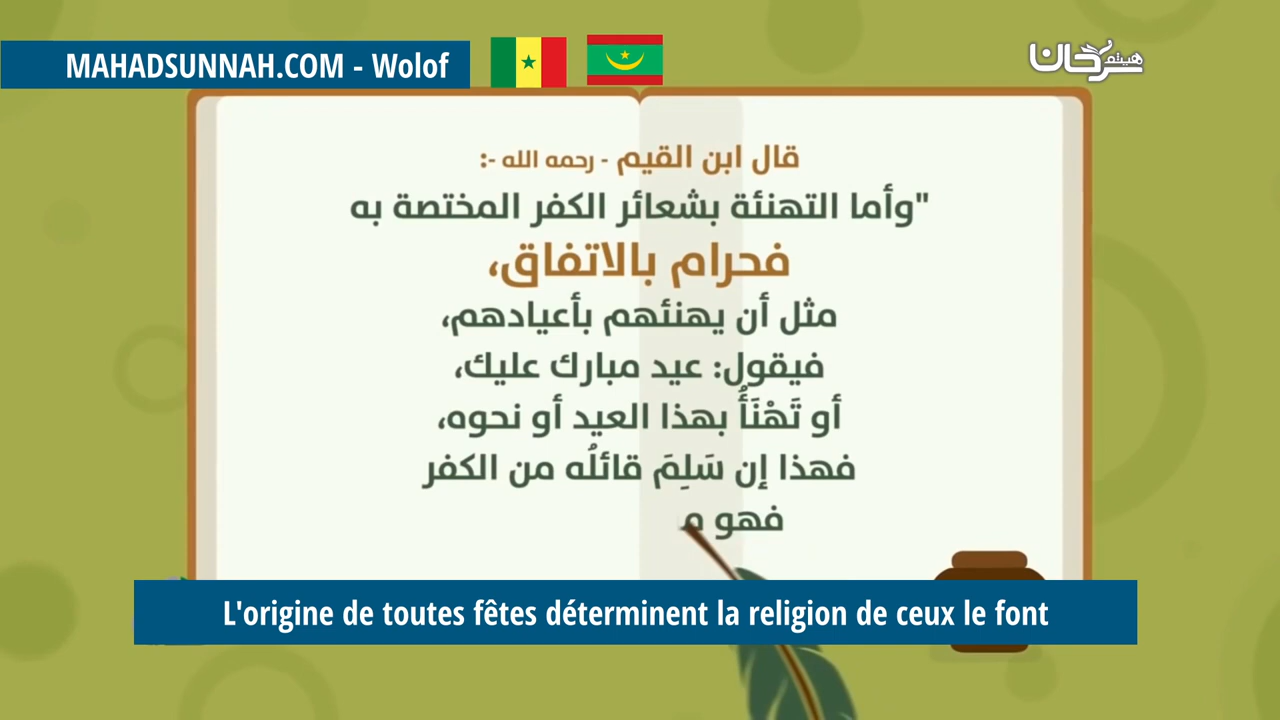 MAHADSUNNAH.COM - Wolof
هيثم سرحان
قال ابن القيم - رحمه الله -:
"وأما التهنئة بشعائر الكفر المختصة به
فحرام بالاتفاق،
مثل أن يهنئهم بأعيادهم،
فيقول: عيد مبارك عليك،
أو تَهْنَأُ بهذا العيد أو نحوه،
فهذا إن سَلِمَ قائلُه من الكفر
فهو م
L'origine de toutes fêtes déterminent la religion de ceux le font